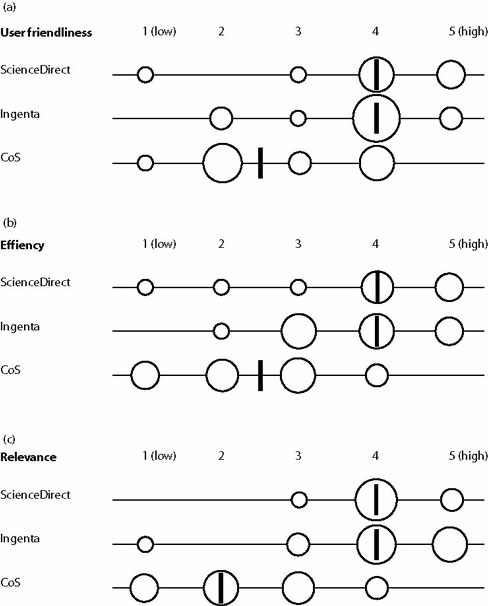 (a)
User friendliness 1 (low) 2 3 4 5 (high)
ScienceDirect
Ingenta
CoS
(b)
Effiency 1 (low) 2 3 4 5 (high)
ScienceDirect
Ingenta
CoS
(c)
Relevance 1 (low) 2 3 4 5 (high)
ScienceDirect
Ingenta
CoS